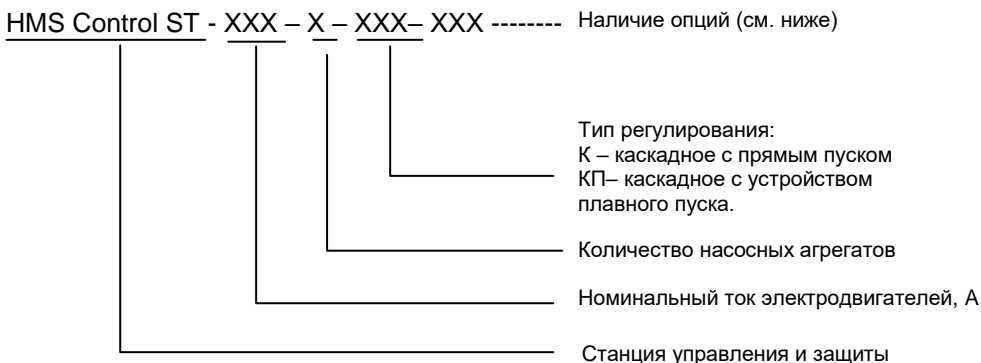 HMS Control ST - XXX – X – XXX– XXX -------- Наличие опций (см. ниже)
Тип регулирования:
К – каскадное с прямым пуском
КП– каскадное с устройством
плавного пуска.
Количество насосных агрегатов
Номинальный ток электродвигателей, А
Станция управления и защиты